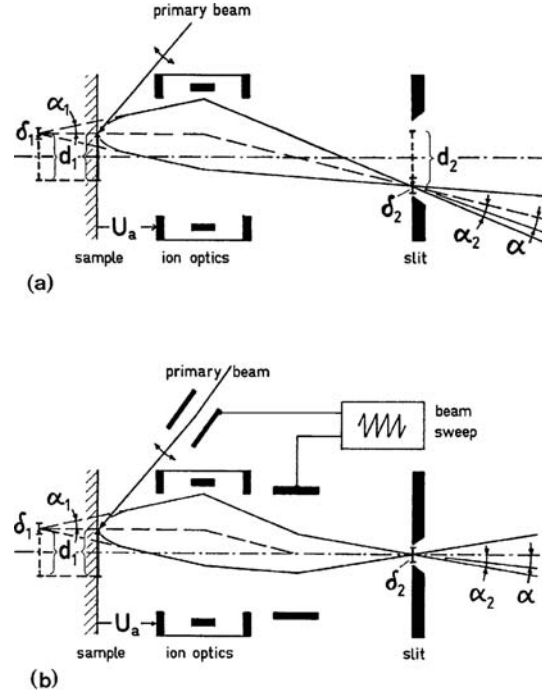 primary beam
α₁
δ₁
d₁
d₂
δ₂
α₂
α
Uₐ
sample
ion optics
slit
(a)
primary beam
beam
sweep
α₁
δ₁
d₁
δ₂
α₂
α
Uₐ
sample
ion optics
slit
(b)